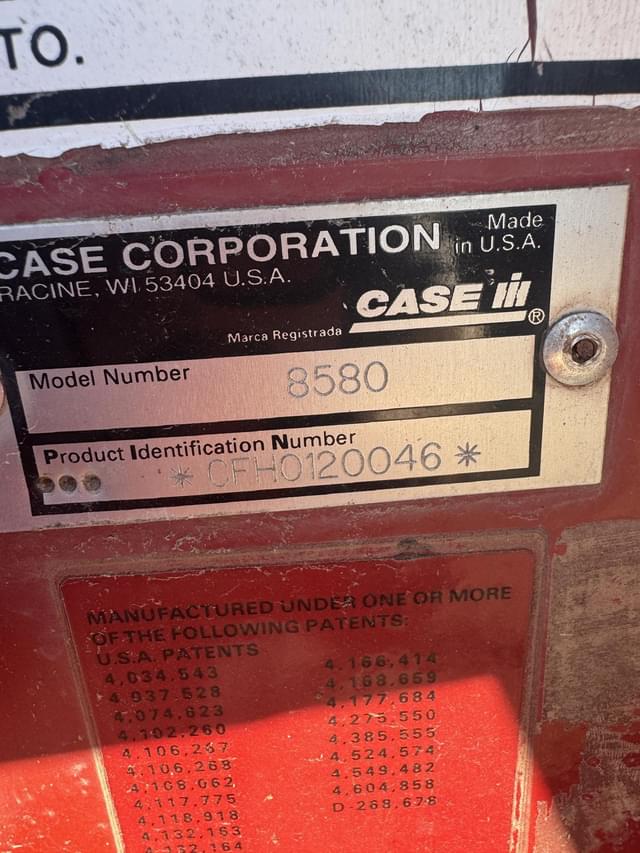 TO.
CASE CORPORATION
Made
in U.S.A.
RACINE, WI 53404 U.S.A.
CASE IH®
Marca Registrada
Model Number
8580
Product Identification Number
* CFH0120046 *
MANUFACTURED UNDER ONE OR MORE
OF THE FOLLOWING PATENTS:
U.S.A. PATENTS
4,034,543
4,937,528
4,074,623
4,102,260
4,106,267
4,106,268
4,108,062
4,117,775
4,118,918
4,132,163
4,132,164
4,166,414
4,168,659
4,177,684
4,275,550
4,385,555
4,524,574
4,549,482
4,604,858
D-268,678